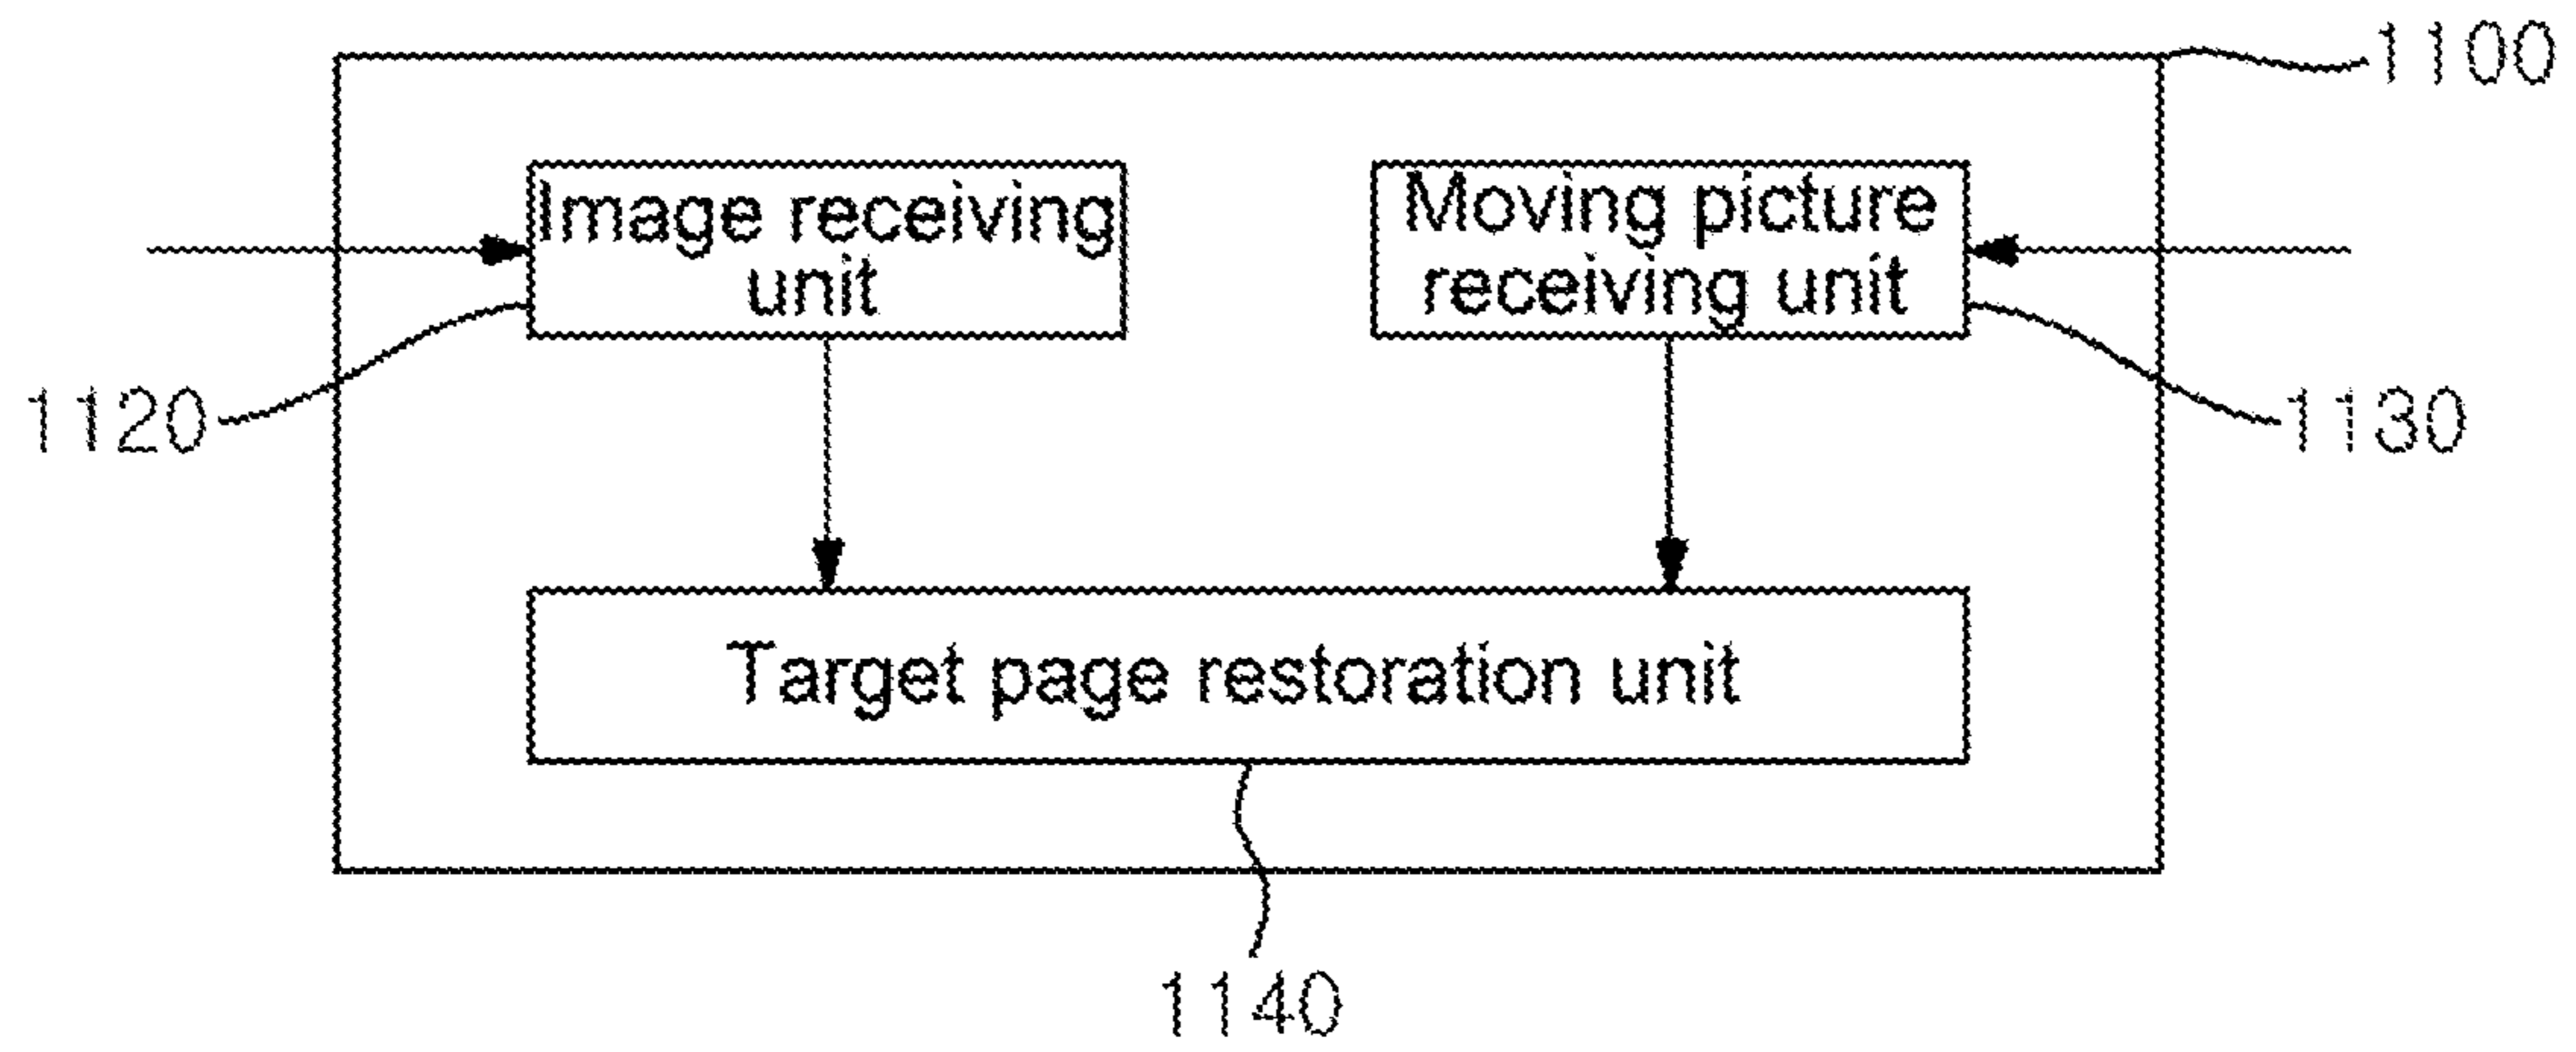 1100
Image receiving
unit
Moving picture
receiving unit
1120
1130
Target page restoration unit
1140